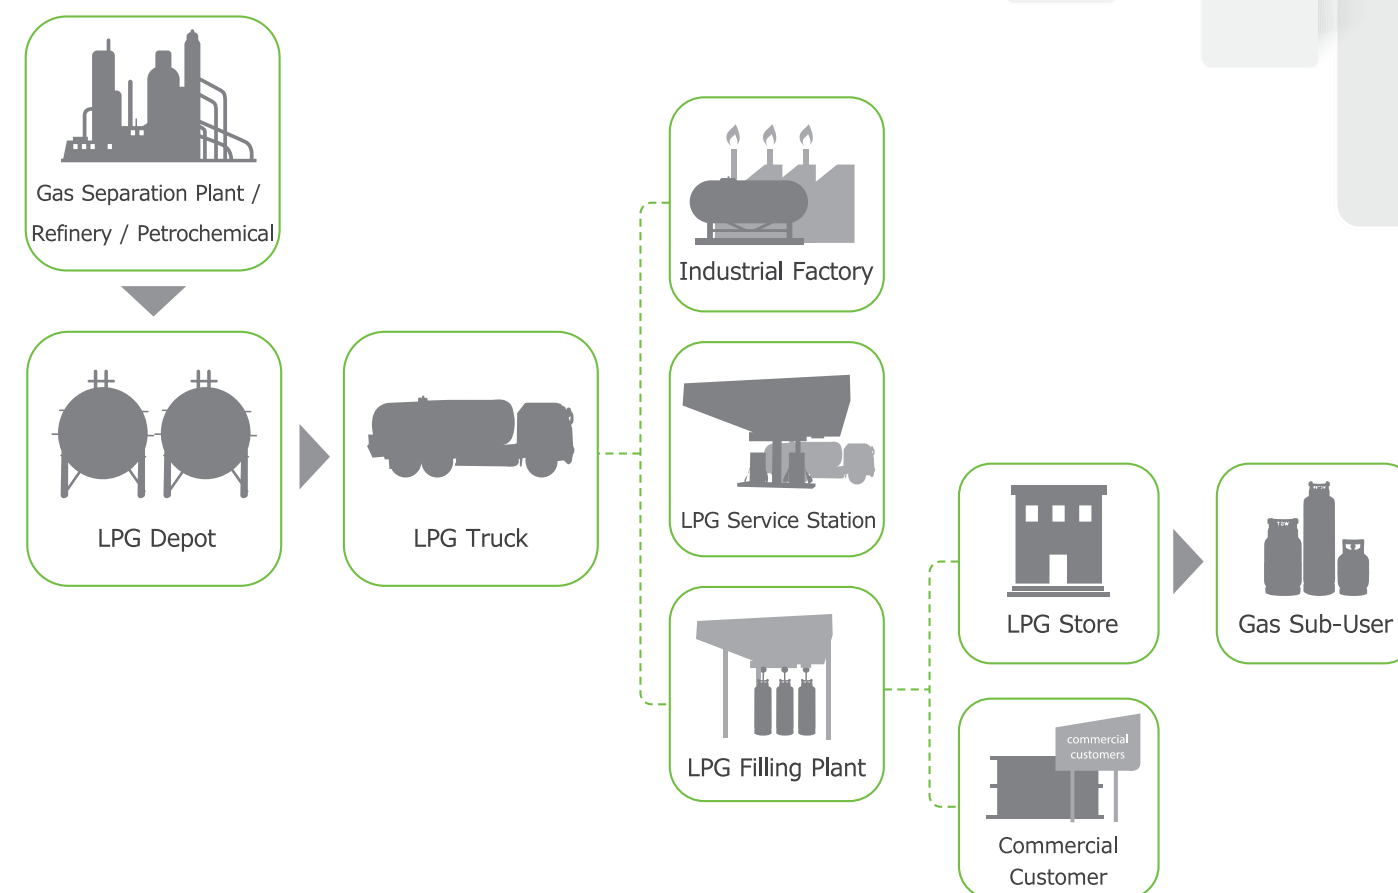 Gas Separation Plant /
Refinery / Petrochemical
LPG Depot
LPG Truck
Industrial Factory
LPG Service Station
LPG Filling Plant
LPG Store
Gas Sub-User
commercial
customers
Commercial
Customer